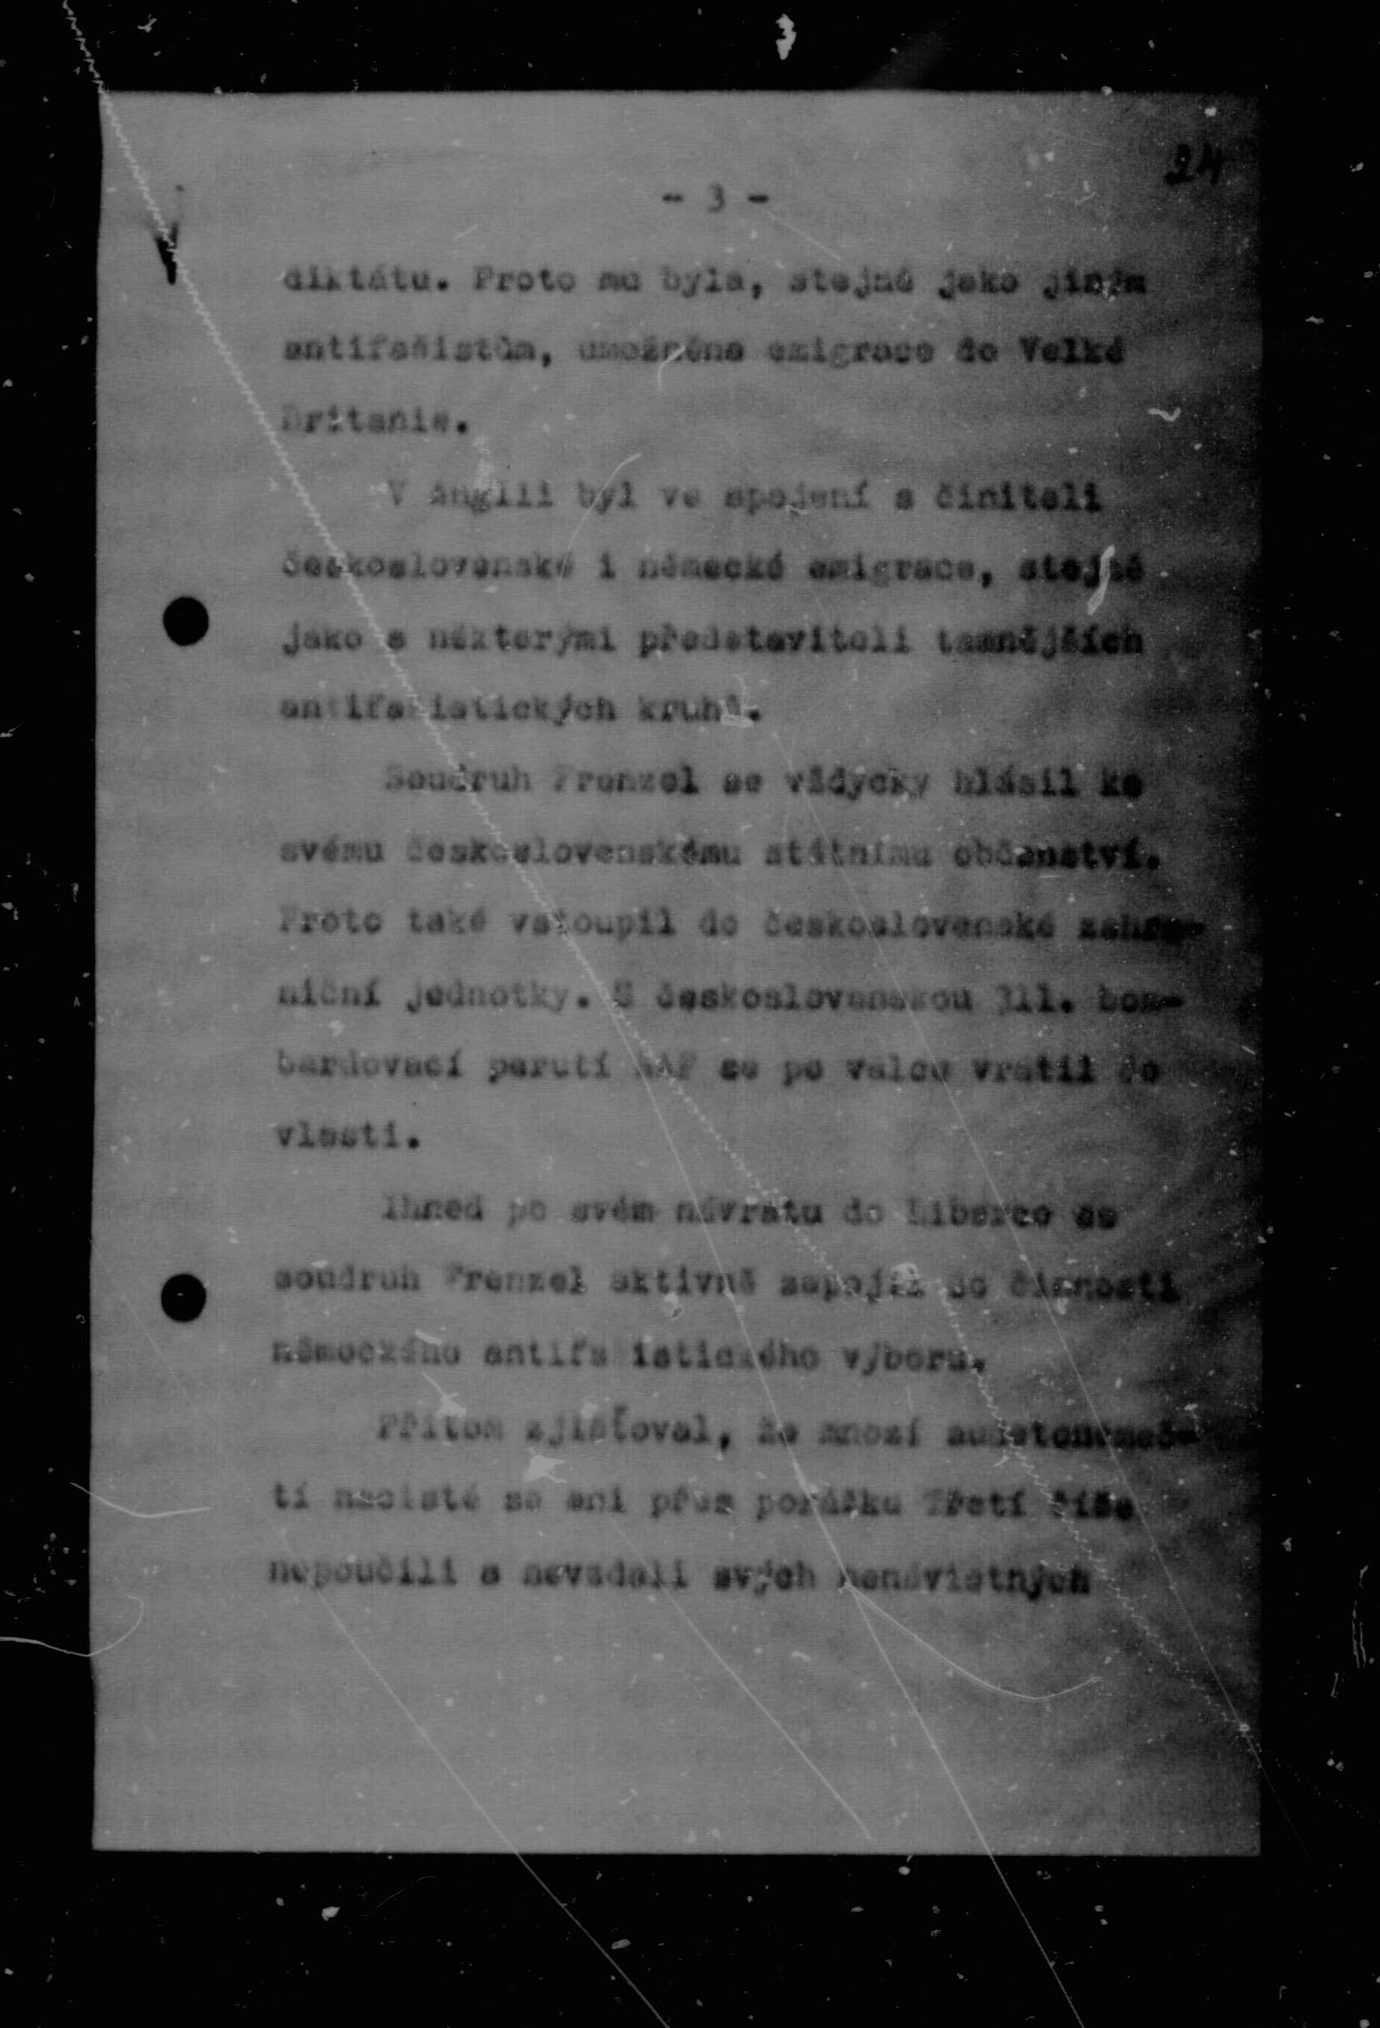 24
- 3 -
diktátu. Proto mu byla, stejně jako jiným
antifašistům, umožněna emigrace do Velké
Britanie.
V Anglii byl ve spojení s činiteli
československé i německé emigrace, stejně
jako s některými představiteli tamnějších
antifašistických kruhů.
Soudruh Frenzel se vždycky hlásil ke
svému československému státnímu občanství.
Proto také vstoupil do československé zahra-
niční jednotky. S československou 311. bom-
bardovací perutí RAF se po válce vrátil do
vlasti.
Ihned po svém návratu do Liberce se
soudruh Frenzel aktivně zapojil do činnosti
německého antifašistického výboru.
Přitom zjišťoval, že mnozí sudetoněmeč-
tí nacisté se ani přes porážku Třetí říše
nepoučili a nevzdali svých nenávistných